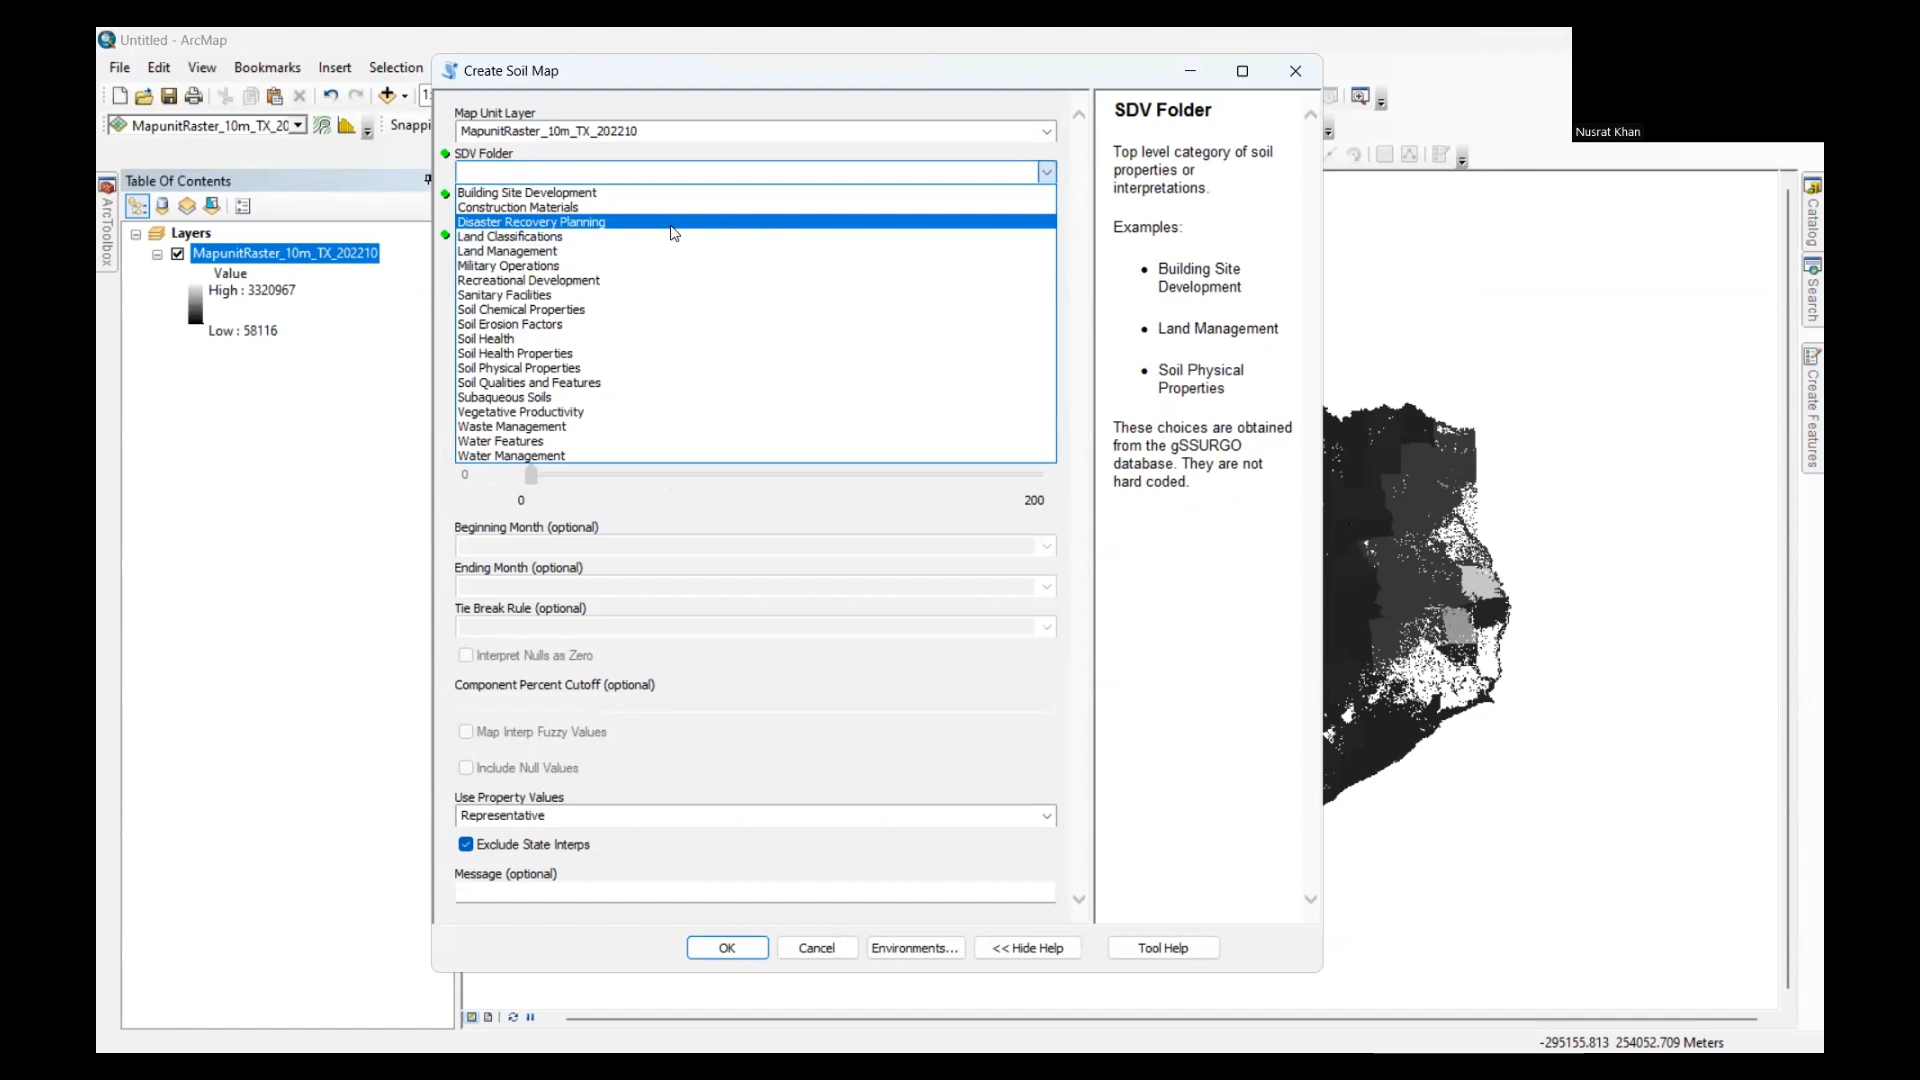 Untitled - ArcMap
File Edit View Bookmarks Insert Selection
MapunitRaster_10m_TX_20
Snappi
Table Of Contents
Layers
MapunitRaster_10m_TX_202210
Value
High : 3320967
Low : 58116
ArcToolbox
Create Soil Map
Map Unit Layer
MapunitRaster_10m_TX_202210
SDV Folder
Building Site Development
Construction Materials
Disaster Recovery Planning
Land Classifications
Land Management
Military Operations
Recreational Development
Sanitary Facilities
Soil Chemical Properties
Soil Erosion Factors
Soil Health
Soil Health Properties
Soil Physical Properties
Soil Qualities and Features
Subaqueous Soils
Vegetative Productivity
Waste Management
Water Features
Water Management
0
0 200
Beginning Month (optional)
Ending Month (optional)
Tie Break Rule (optional)
Interpret Nulls as Zero
Component Percent Cutoff (optional)
Map Interp Fuzzy Values
Include Null Values
Use Property Values
Representative
Exclude State Interps
Message (optional)
OK Cancel Environments... << Hide Help Tool Help
SDV Folder
Top level category of soil
properties or
interpretations.
Examples:
• Building Site
Development
• Land Management
• Soil Physical
Properties
These choices are obtained
from the gSSURGO
database. They are not
hard coded.
Nusrat Khan
Catalog
Search
Create Features
-295155.813 254052.709 Meters